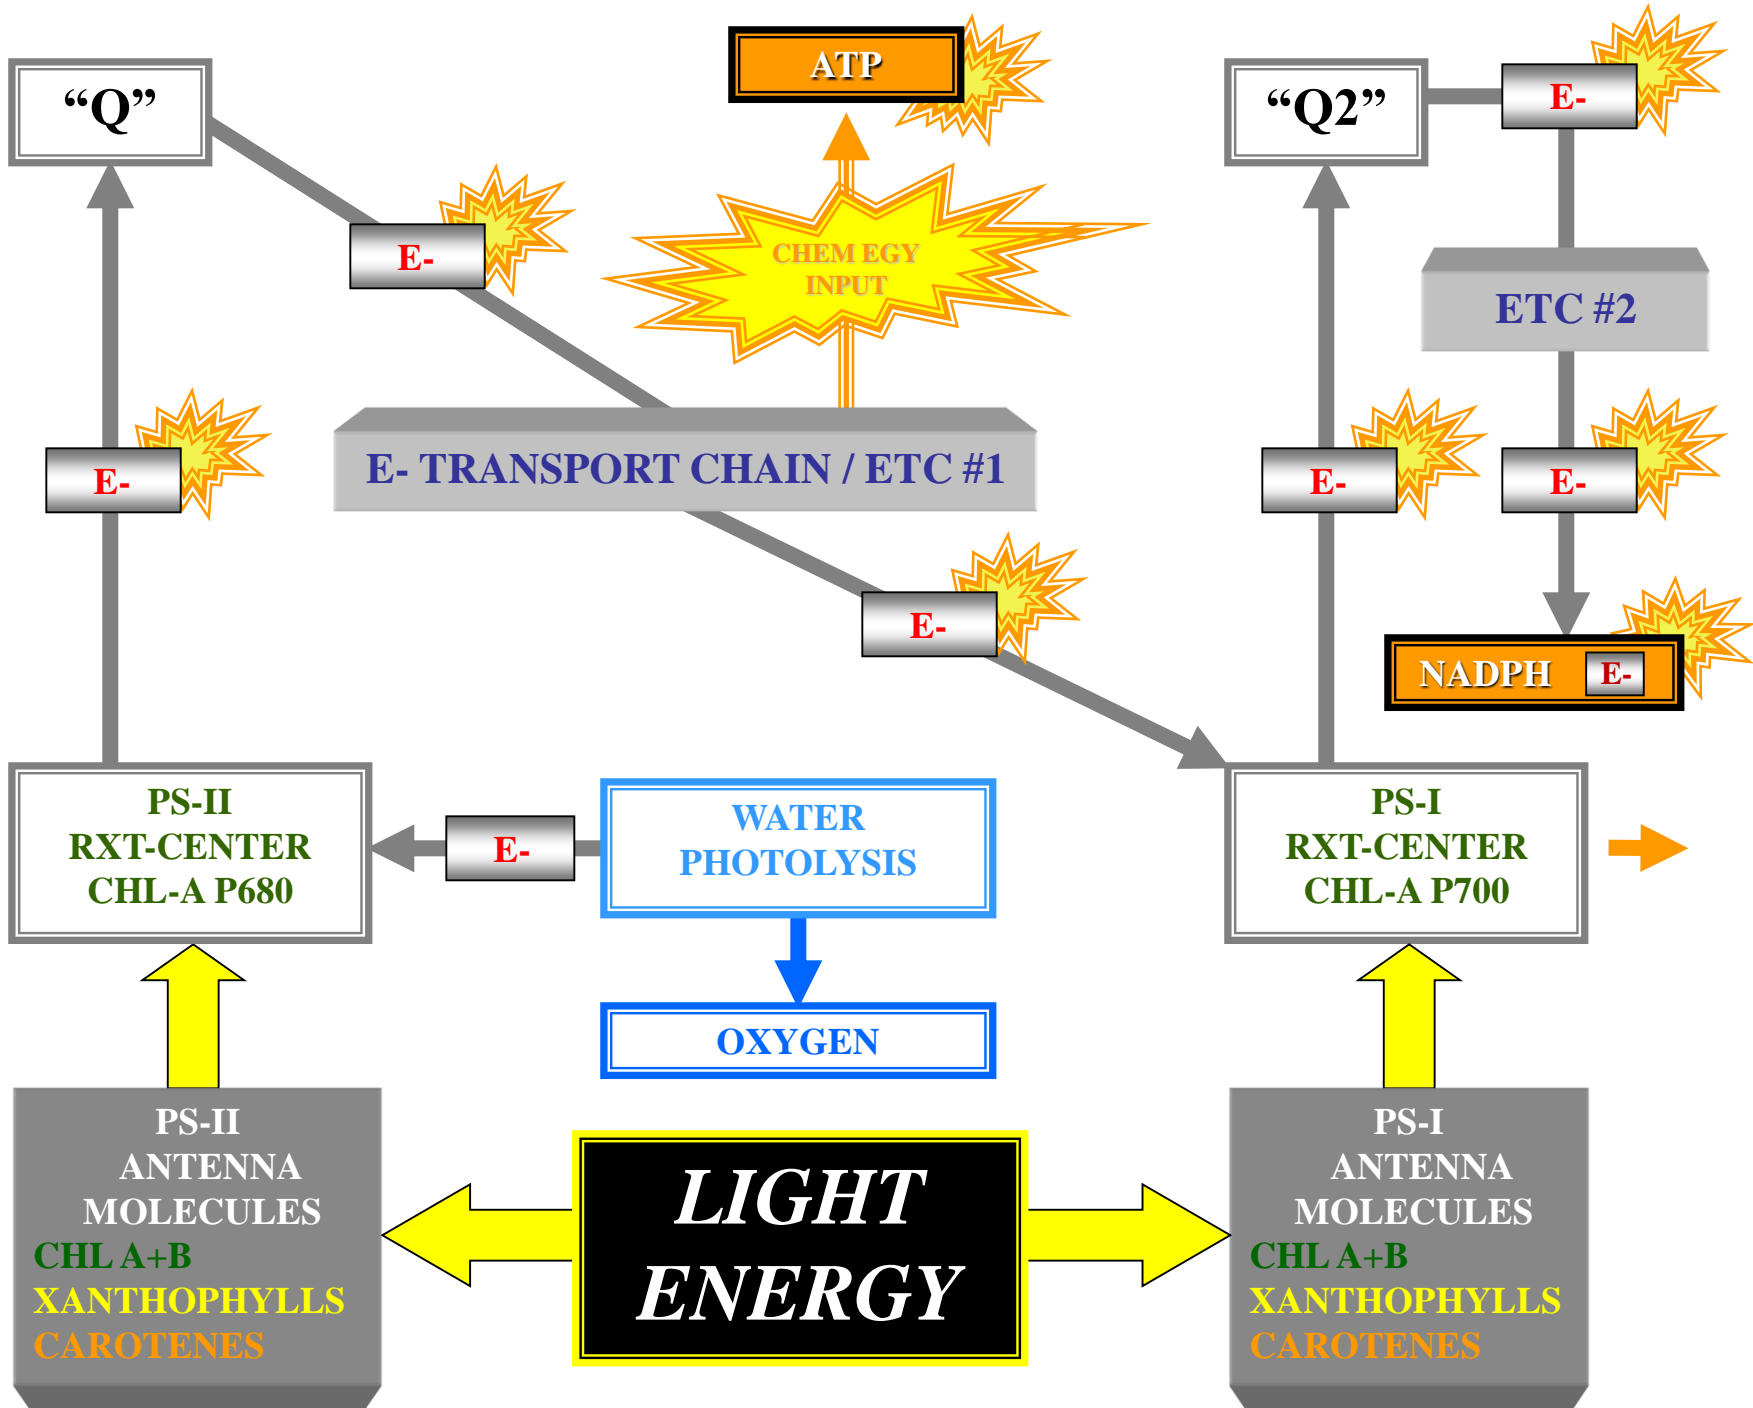 ATP
“Q”
“Q2”
E-
E-
CHEM EGY
INPUT
ETC #2
E- TRANSPORT CHAIN / ETC #1
E-
E-
E-
E-
NADPH E-
PS-II
RXT-CENTER
CHL-A P680
E-
WATER
PHOTOLYSIS
PS-I
RXT-CENTER
CHL-A P700
OXYGEN
PS-II
ANTENNA
MOLECULES
CHL A+B
XANTHOPHYLLS
CAROTENES
LIGHT
ENERGY
PS-I
ANTENNA
MOLECULES
CHL A+B
XANTHOPHYLLS
CAROTENES